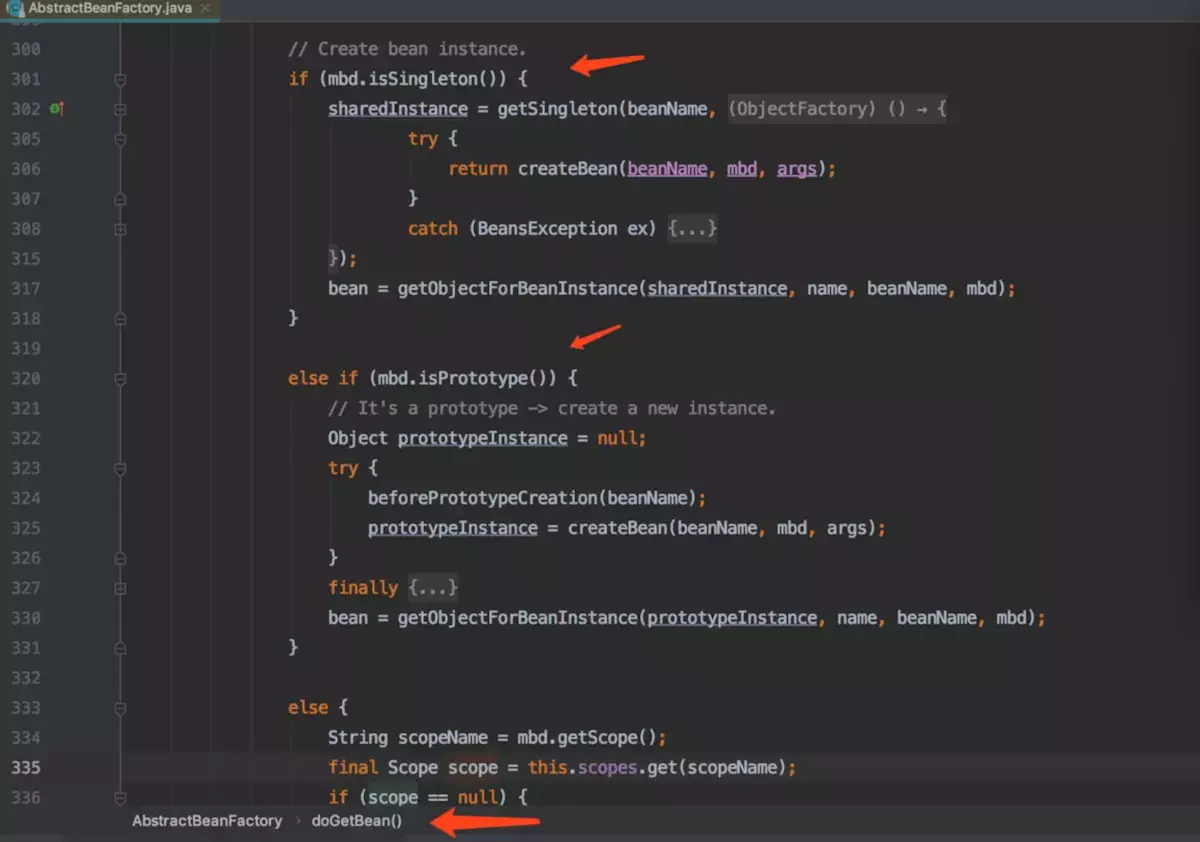 AbstractBeanFactory.java
300 // Create bean instance.
301 if (mbd.isSingleton()) {
302 sharedInstance = getSingleton(beanName, (ObjectFactory) () → {
305 try {
306 return createBean(beanName, mbd, args);
307 }
308 catch (BeansException ex) {...}
315 });
317 bean = getObjectForBeanInstance(sharedInstance, name, beanName, mbd);
318 }
319
320 else if (mbd.isPrototype()) {
321 // It's a prototype -> create a new instance.
322 Object prototypeInstance = null;
323 try {
324 beforePrototypeCreation(beanName);
325 prototypeInstance = createBean(beanName, mbd, args);
326 }
327 finally {...}
330 bean = getObjectForBeanInstance(prototypeInstance, name, beanName, mbd);
331 }
332
333 else {
334 String scopeName = mbd.getScope();
335 final Scope scope = this.scopes.get(scopeName);
336 if (scope == null) {
AbstractBeanFactory › doGetBean()